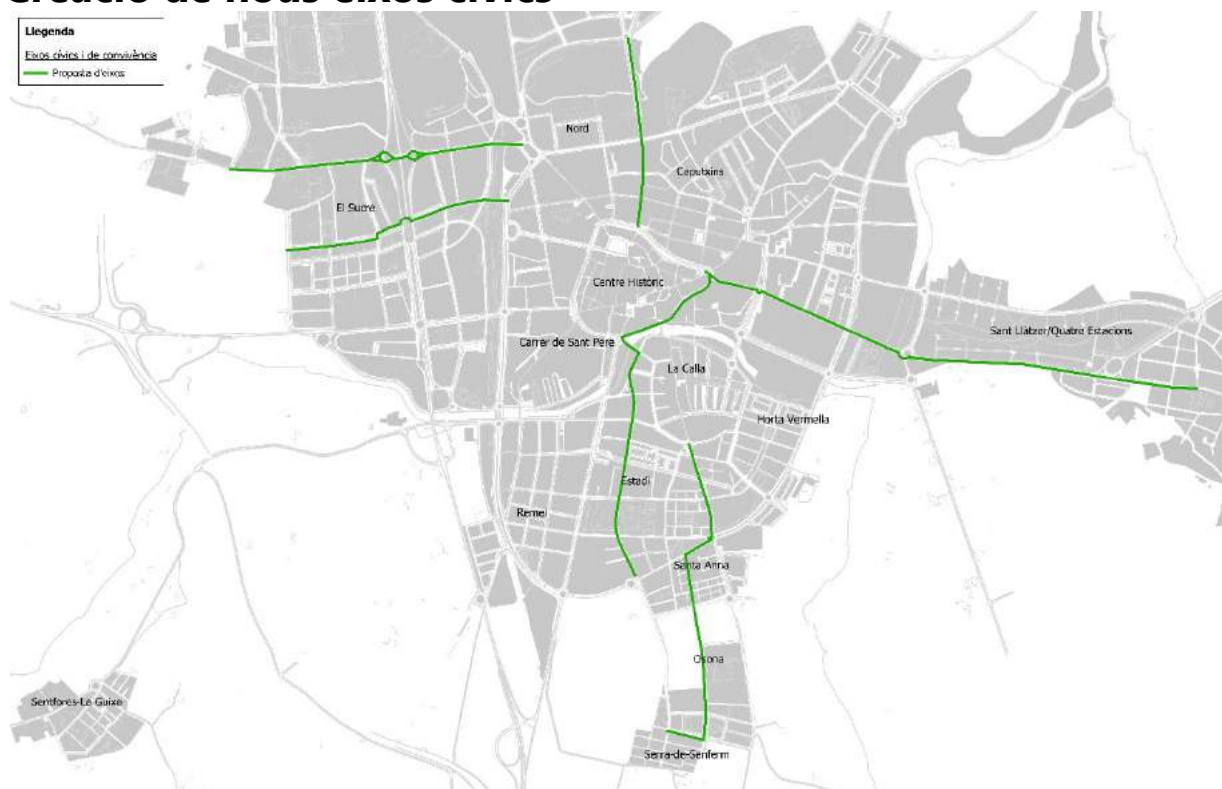 Creació de nous eixos cívics
Llegenda
Eixos cívics i de convivència
Proposta d'eixos
Nord
Caputxins
El Sucre
Centre Històric
Sant Llàtzer/Quatre Estacions
Carrer de Sant Pere
La Calla
Horta Vermella
Estadi
Remei
Santa Anna
Osona
Sentfores-La Guixa
Serra-de-Senferm